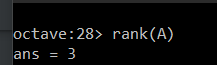 octave:28> rank(A)
ans = 3